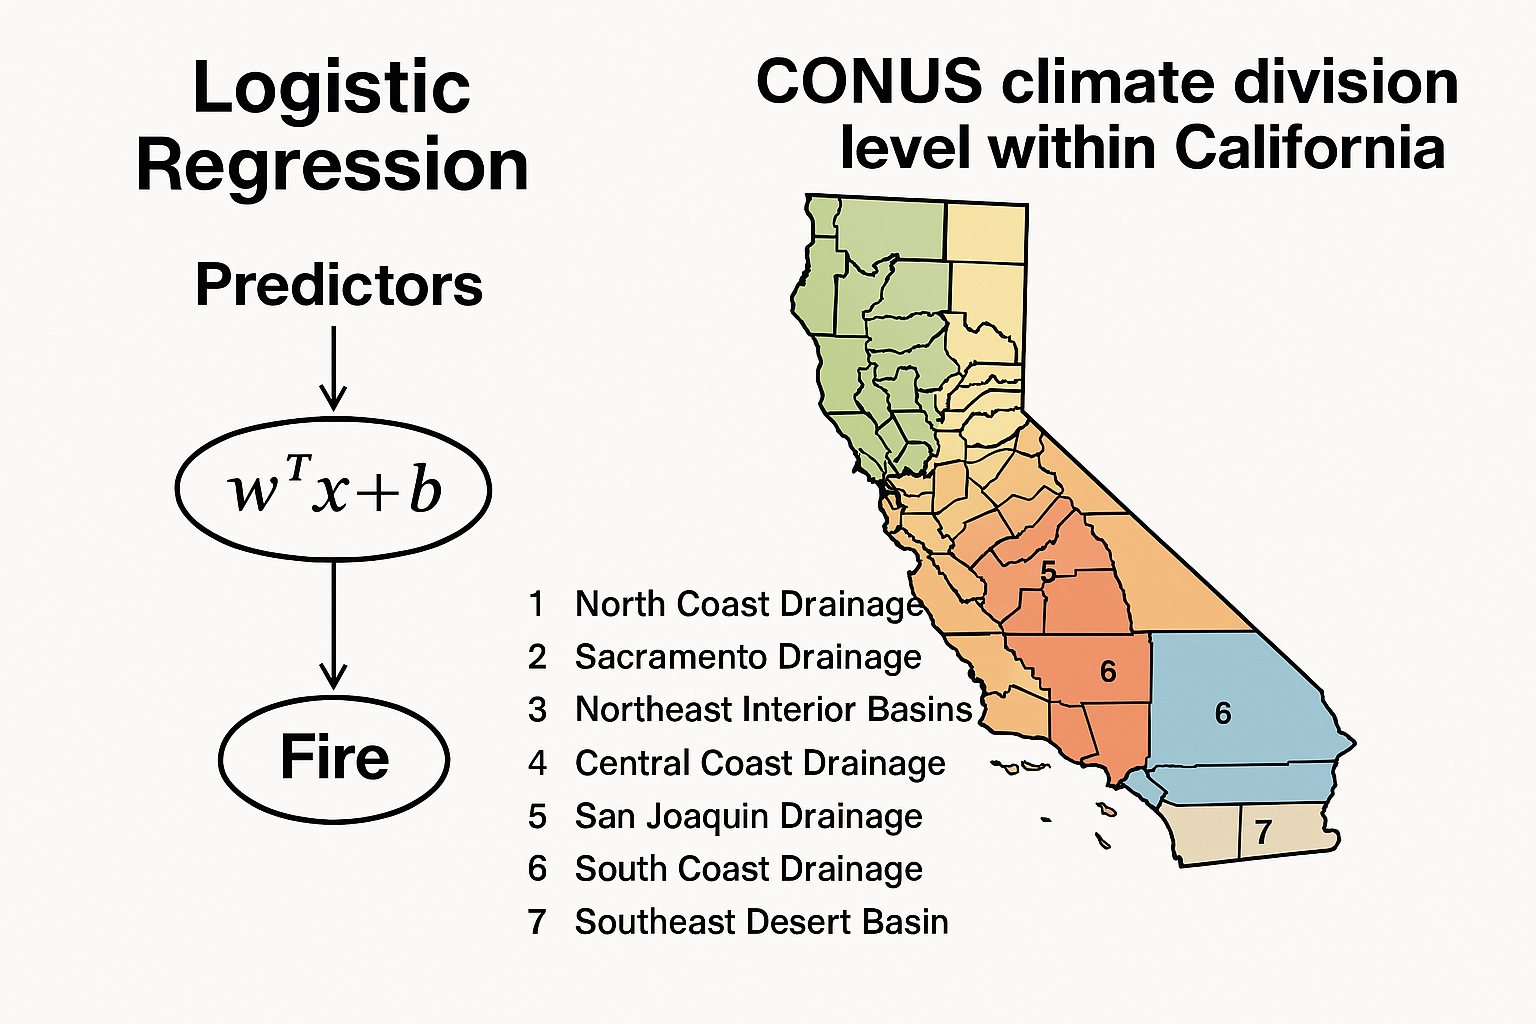 Logistic
Regression
Predictors
w^T x + b
Fire
CONUS climate division
level within California
5
6
6
7
1 North Coast Drainage
2 Sacramento Drainage
3 Northeast Interior Basins
4 Central Coast Drainage
5 San Joaquin Drainage
6 South Coast Drainage
7 Southeast Desert Basin